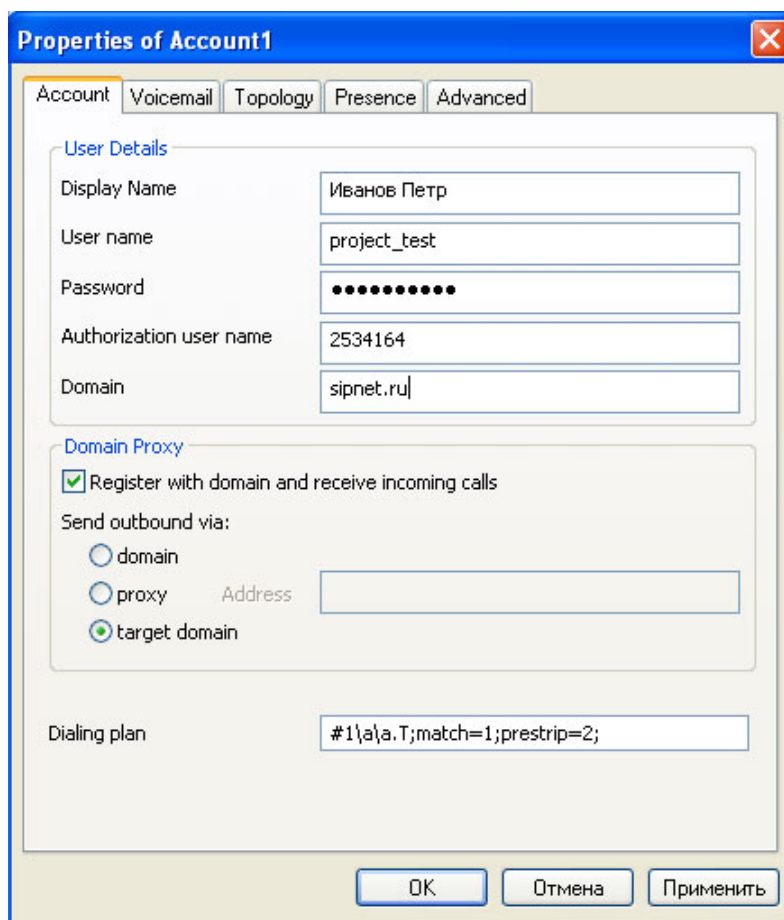 Properties of Account1
Account Voicemail Topology Presence Advanced
User Details
Display Name Иванов Петр
User name project_test
Password ●●●●●●●●●●
Authorization user name 2534164
Domain sipnet.ru
Domain Proxy
Register with domain and receive incoming calls
Send outbound via:
domain
proxy Address
target domain
Dialing plan #1\a\a.T;match=1;prestrip=2;
OK Отмена Применить